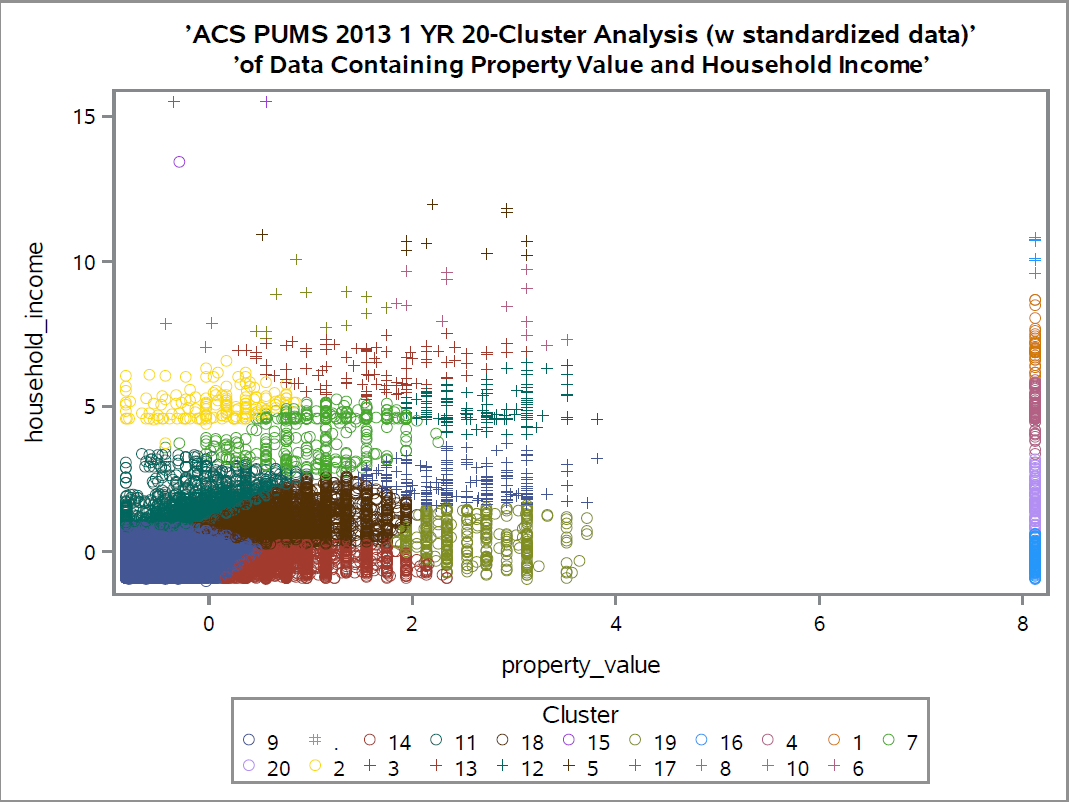 ’ACS PUMS 2013 1 YR 20-Cluster Analysis (w standardized data)’
’of Data Containing Property Value and Household Income’
15
10
5
0
household_income
0 2 4 6 8
property_value
Cluster
9 . 14 11 18 15 19 16 4 1 7
20 2 3 13 12 5 17 8 10 6